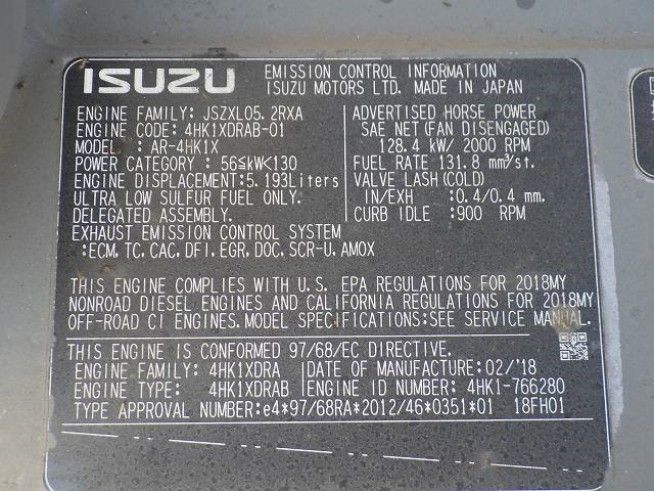 ISUZU
EMISSION CONTROL INFORMATION
ISUZU MOTORS LTD. MADE IN JAPAN
ENGINE FAMILY: JSZXL05.2RXA
ENGINE CODE: 4HK1XDRAB-01
MODEL : AR-4HK1X
POWER CATEGORY : 56≦kW<130
ENGINE DISPLACEMENT:5.193Liters
ULTRA LOW SULFUR FUEL ONLY.
DELEGATED ASSEMBLY.
ADVERTISED HORSE POWER
SAE NET(FAN DISENGAGED)
128.4 kW/ 2000 RPM
FUEL RATE 131.8 mm³/st.
VALVE LASH(COLD)
IN/EXH :0.4/0.4 mm.
CURB IDLE : 900 RPM
EXHAUST EMISSION CONTROL SYSTEM
:ECM, TC, CAC, DFI, EGR, DOC, SCR-U, AMOX
THIS ENGINE COMPLIES WITH U.S. EPA REGULATIONS FOR 2018MY
NONROAD DIESEL ENGINES AND CALIFORNIA REGULATIONS FOR 2018MY
OFF-ROAD CI ENGINES. MODEL SPECIFICATIONS:SEE SERVICE MANUAL.
THIS ENGINE IS CONFORMED 97/68/EC DIRECTIVE.
ENGINE FAMILY: 4HK1XDRA
DATE OF MANUFACTURE: 02/'18
ENGINE TYPE: 4HK1XDRAB
ENGINE ID NUMBER: 4HK1-766280
TYPE APPROVAL NUMBER:e4*97/68RA*2012/46*0351*01 18FH01